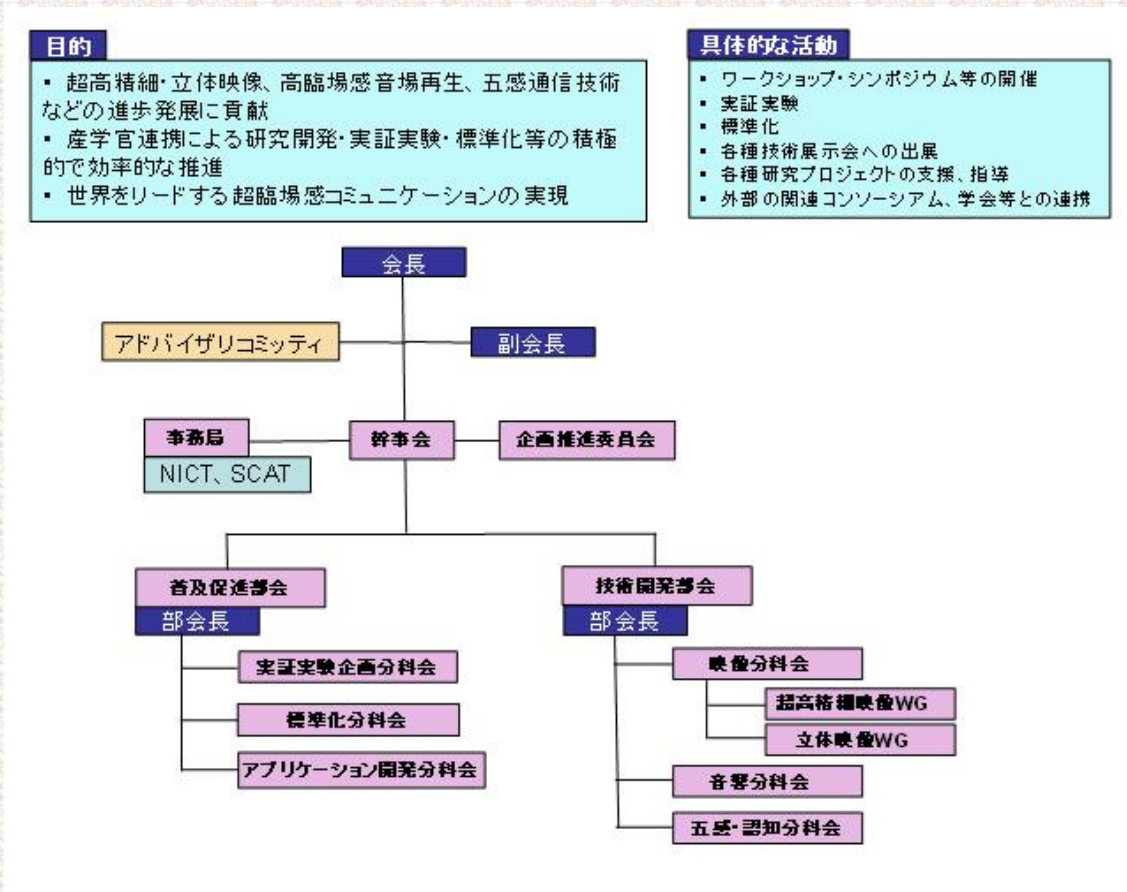 目的
▪ 超高精細・立体映像、高臨場感音場再生、五感通信技術
などの進歩発展に貢献
▪ 産学官連携による研究開発・実証実験・標準化等の積極
的で効率的な推進
▪ 世界をリードする超臨場感コミュニケーションの実現
具体的な活動
▪ ワークショップ・シンポジウム等の開催
▪ 実証実験
▪ 標準化
▪ 各種技術展示会への出展
▪ 各種研究プロジェクトの支援、指導
▪ 外部の関連コンソーシアム、学会等との連携
会長
アドバイザリコミッティ
副会長
事務局
幹事会
企画推進委員会
NICT、SCAT
普及促進部会
部会長
実証実験企画分科会
標準化分科会
アプリケーション開発分科会
技術開発部会
部会長
映像分科会
超高精細映像WG
立体映像WG
音響分科会
五感・認知分科会